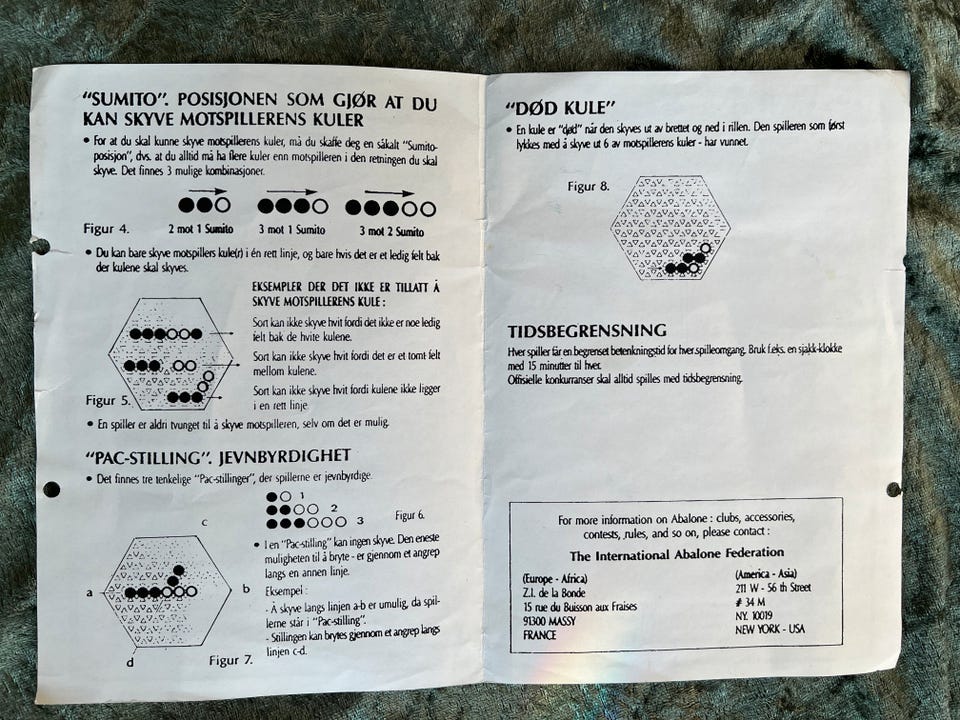 “SUMITO”. POSISJONEN SOM GJØR AT DU
KAN SKYVE MOTSPILLERENS KULER
• For at du skal kunne skyve motspillerens kuler, må du skaffe deg en såkalt “Sumito-
posisjon”, dvs. at du alltid må ha flere kuler enn motspilleren i den retningen du skal
skyve. Det finnes 3 mulige kombinasjoner.
Figur 4.
2 mot 1 Sumito
3 mot 1 Sumito
3 mot 2 Sumito
• Du kan bare skyve motspillers kule(r) i én rett linje, og bare hvis det er et ledig felt bak
der kulene skal skyves.
EKSEMPLER DER DET IKKE ER TILLATT Å
SKYVE MOTSPILLERENS KULE :
Sort kan ikke skyve hvit fordi det ikke er noe ledig
felt bak de hvite kulene.
Sort kan ikke skyve hvit fordi det er et tomt felt
mellom kulene.
Sort kan ikke skyve hvit fordi kulene ikke ligger
i en rett linje.
Figur 5.
• En spiller er aldri tvunget til å skyve motspilleren, selv om det er mulig.
“PAC-STILLING”. JEVNBYRDIGHET
• Det finnes tre tenkelige “Pac-stillinger”, der spillerne er jevnbyrdige.
1
2
3
Figur 6.
c
a
b
d
Figur 7.
• I en “Pac-stilling” kan ingen skyve. Den eneste
muligheten til å bryte - er gjennom et angrep
langs en annen linje.
Eksempel :
- Å skyve langs linjen a-b er umulig, da spil-
lerne står i “Pac-stilling”.
- Stillingen kan brytes gjennom et angrep langs
linjen c-d.
“DØD KULE”
• En kule er “død” når den skyves ut av brettet og ned i rillen. Den spilleren som først
lykkes med å skyve ut 6 av motspillerens kuler - har vunnet.
Figur 8.
TIDSBEGRENSNING
Hver spiller får en begrenset betenkningstid for hver.spilleomgang. Bruk f.eks. en sjakk-klokke
med 15 minutter til hver.
Offisielle konkurranser skal alltid spilles med tidsbegrensning.
For more information on Abalone : clubs, accessories,
contests, rules, and so on, please contact :
The International Abalone Federation
(Europe - Africa)
Z.I. de la Bonde
15 rue du Buisson aux Fraises
91300 MASSY
FRANCE
(America - Asia)
211 W - 56 th Street
# 34 M
NY. 10019
NEW YORK - USA